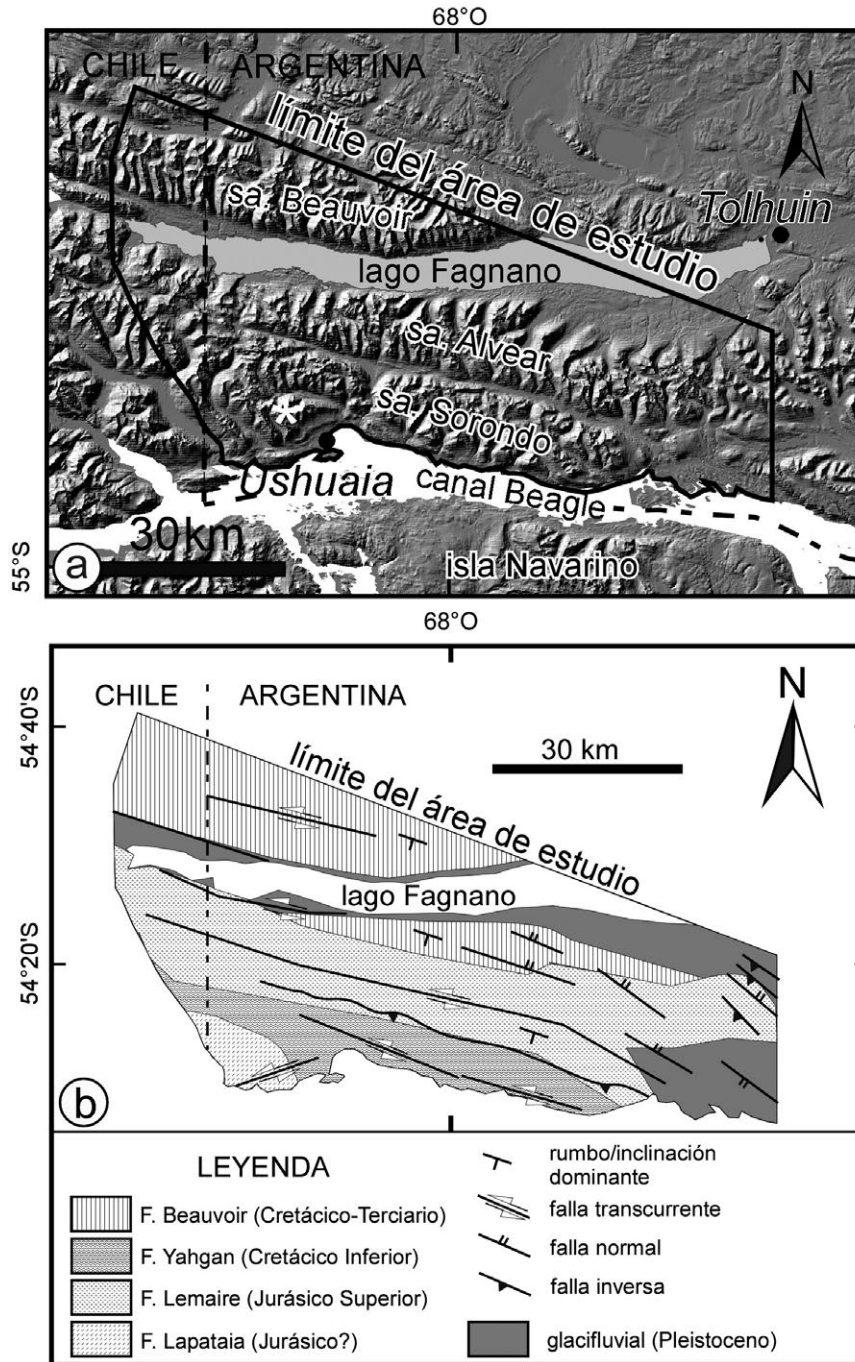 68°O
CHILE
ARGENTINA
N
límite del área de estudio
sa. Beauvoir
Tolhuin
lago Fagnano
sa. Alvear
*
sa. Sorondo
Ushuaia
canal Beagle
30km
55°S
a
isla Navarino
68°O
CHILE
ARGENTINA
N
54°40'S
30 km
límite del área de estudio
lago Fagnano
54°20'S
b
LEYENDA
F. Beauvoir (Cretácico-Terciario)
F. Yahgan (Cretácico Inferior)
F. Lemaire (Jurásico Superior)
F. Lapataia (Jurásico?)
rumbo/inclinación
dominante
falla transcurrente
falla normal
falla inversa
glacifluvial (Pleistoceno)